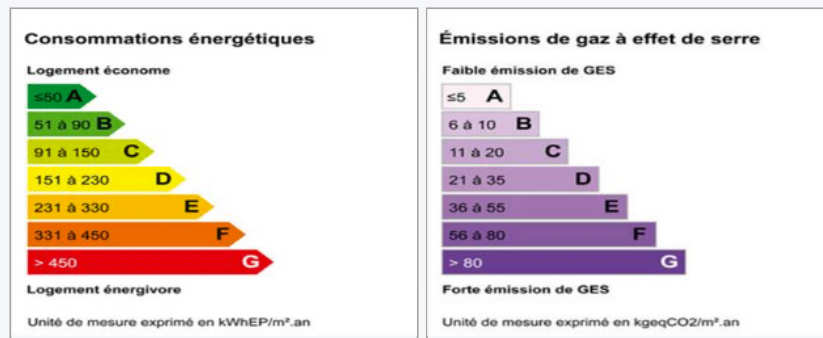 Consommations énergétiques
Logement économe
≤50 A
51 à 90 B
91 à 150 C
151 à 230 D
231 à 330 E
331 à 450 F
> 450 G
Logement énergivore
Unité de mesure exprimé en kWhEP/m².an
Émissions de gaz à effet de serre
Faible émission de GES
≤5 A
6 à 10 B
11 à 20 C
21 à 35 D
36 à 55 E
56 à 80 F
> 80 G
Forte émission de GES
Unité de mesure exprimé en kgeqCO2/m².an